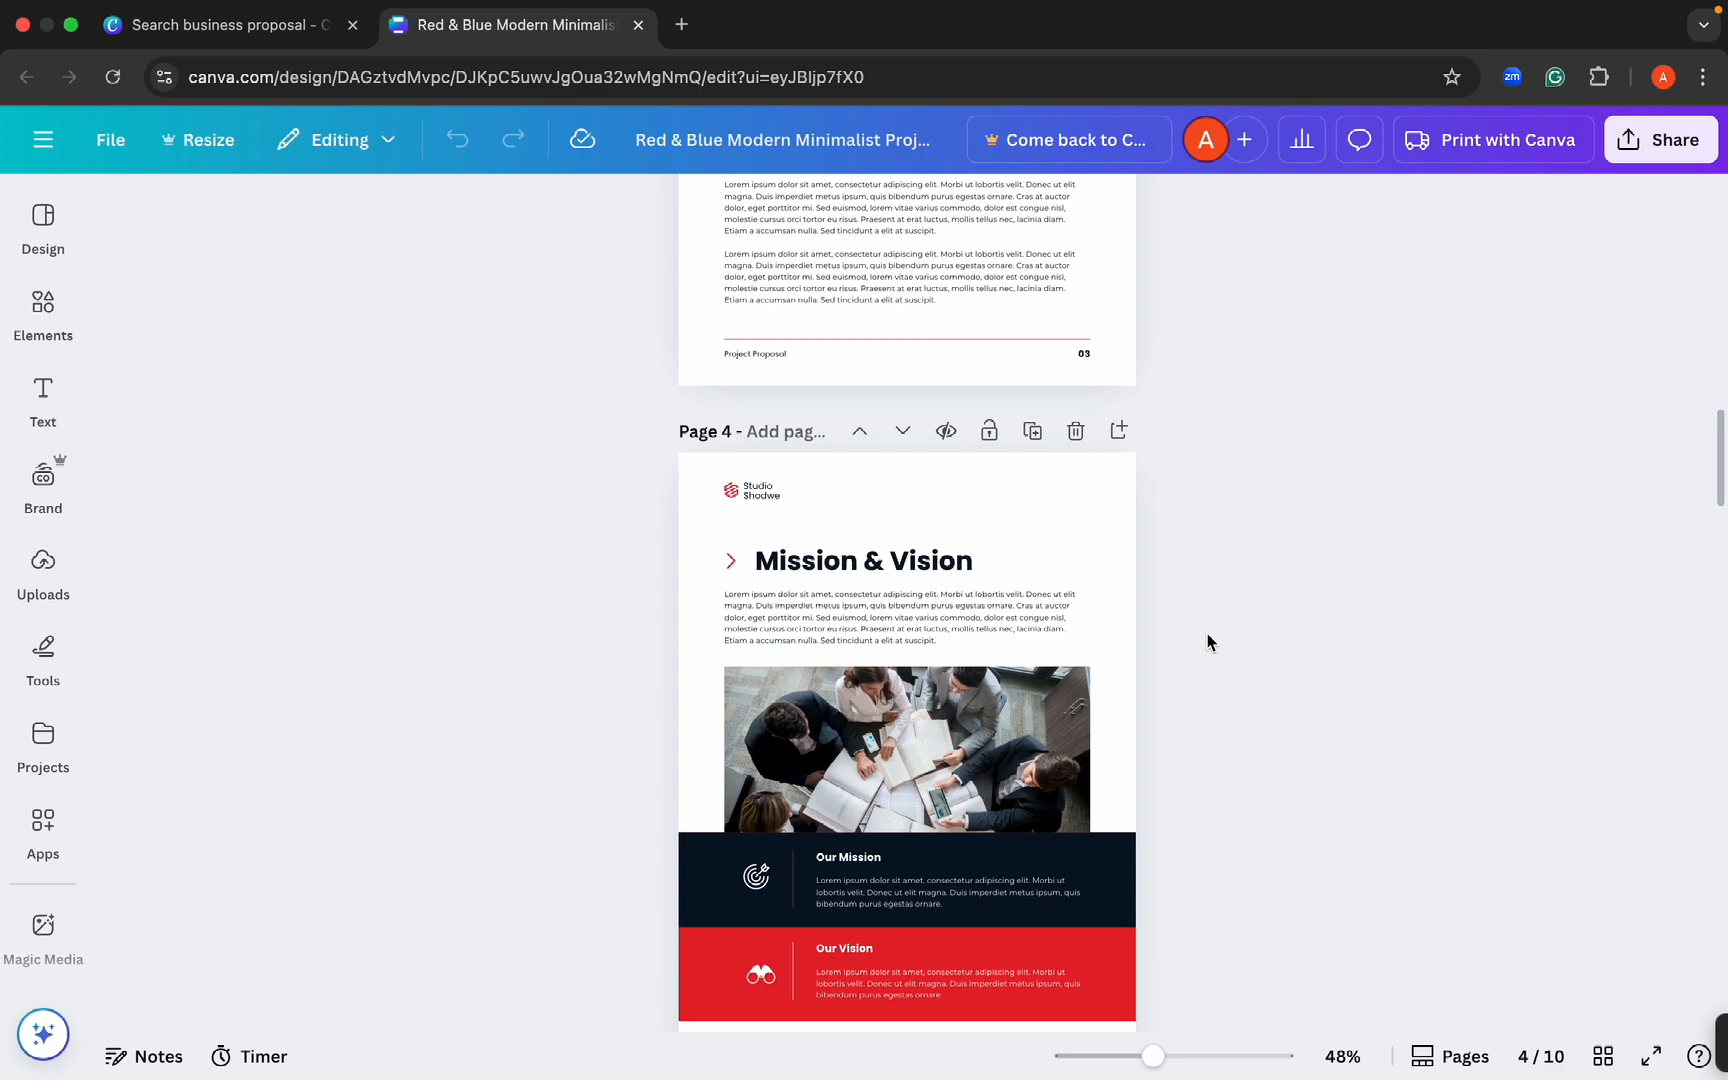 Search business proposal - C
Red & Blue Modern Minimalis
canva.com/design/DAGztvdMvpc/DJKpC5uwvJgOua32wMgNmQ/edit?ui=eyJBIjp7fX0
zm
A
File
Resize
Editing
Red & Blue Modern Minimalist Proj...
Come back to C...
A
Print with Canva
Share
Design
Elements
Text
Brand
Uploads
Tools
Projects
Apps
Magic Media
Lorem ipsum dolor sit amet, consectetur adipiscing elit. Morbi ut lobortis velit. Donec ut elit
magna. Duis imperdiet metus ipsum, quis bibendum purus egestas ornare. Cras at auctor
dolor, eget porttitor mi. Sed euismod, lorem vitae varius commodo, dolor est congue nisl,
molestie cursus orci tortor eu risus. Praesent at erat luctus, mollis tellus nec, lacinia diam.
Etiam a accumsan nulla. Sed tincidunt a elit at suscipit.
Lorem ipsum dolor sit amet, consectetur adipiscing elit. Morbi ut lobortis velit. Donec ut elit
magna. Duis imperdiet metus ipsum, quis bibendum purus egestas ornare. Cras at auctor
dolor, eget porttitor mi. Sed euismod, lorem vitae varius commodo, dolor est congue nisl,
molestie cursus orci tortor eu risus. Praesent at erat luctus, mollis tellus nec, lacinia diam.
Etiam a accumsan nulla. Sed tincidunt a elit at suscipit.
Project Proposal 03
Page 4 - Add pag...
Studio
Shodwe
Mission & Vision
Lorem ipsum dolor sit amet, consectetur adipiscing elit. Morbi ut lobortis velit. Donec ut elit
magna. Duis imperdiet metus ipsum, quis bibendum purus egestas ornare. Cras at auctor
dolor, eget porttitor mi. Sed euismod, lorem vitae varius commodo, dolor est congue nisl,
molestie cursus orci tortor eu risus. Praesent at erat luctus, mollis tellus nec, lacinia diam.
Etiam a accumsan nulla. Sed tincidunt a elit at suscipit.
Our Mission
Lorem ipsum dolor sit amet, consectetur adipiscing elit. Morbi ut
lobortis velit. Donec ut elit magna. Duis imperdiet metus ipsum, quis
bibendum purus egestas ornare.
Our Vision
Lorem ipsum dolor sit amet, consectetur adipiscing elit. Morbi ut
lobortis velit. Donec ut elit magna. Duis imperdiet metus ipsum, quis
bibendum purus egestas ornare.
Notes
Timer
48%
Pages
4 / 10
?